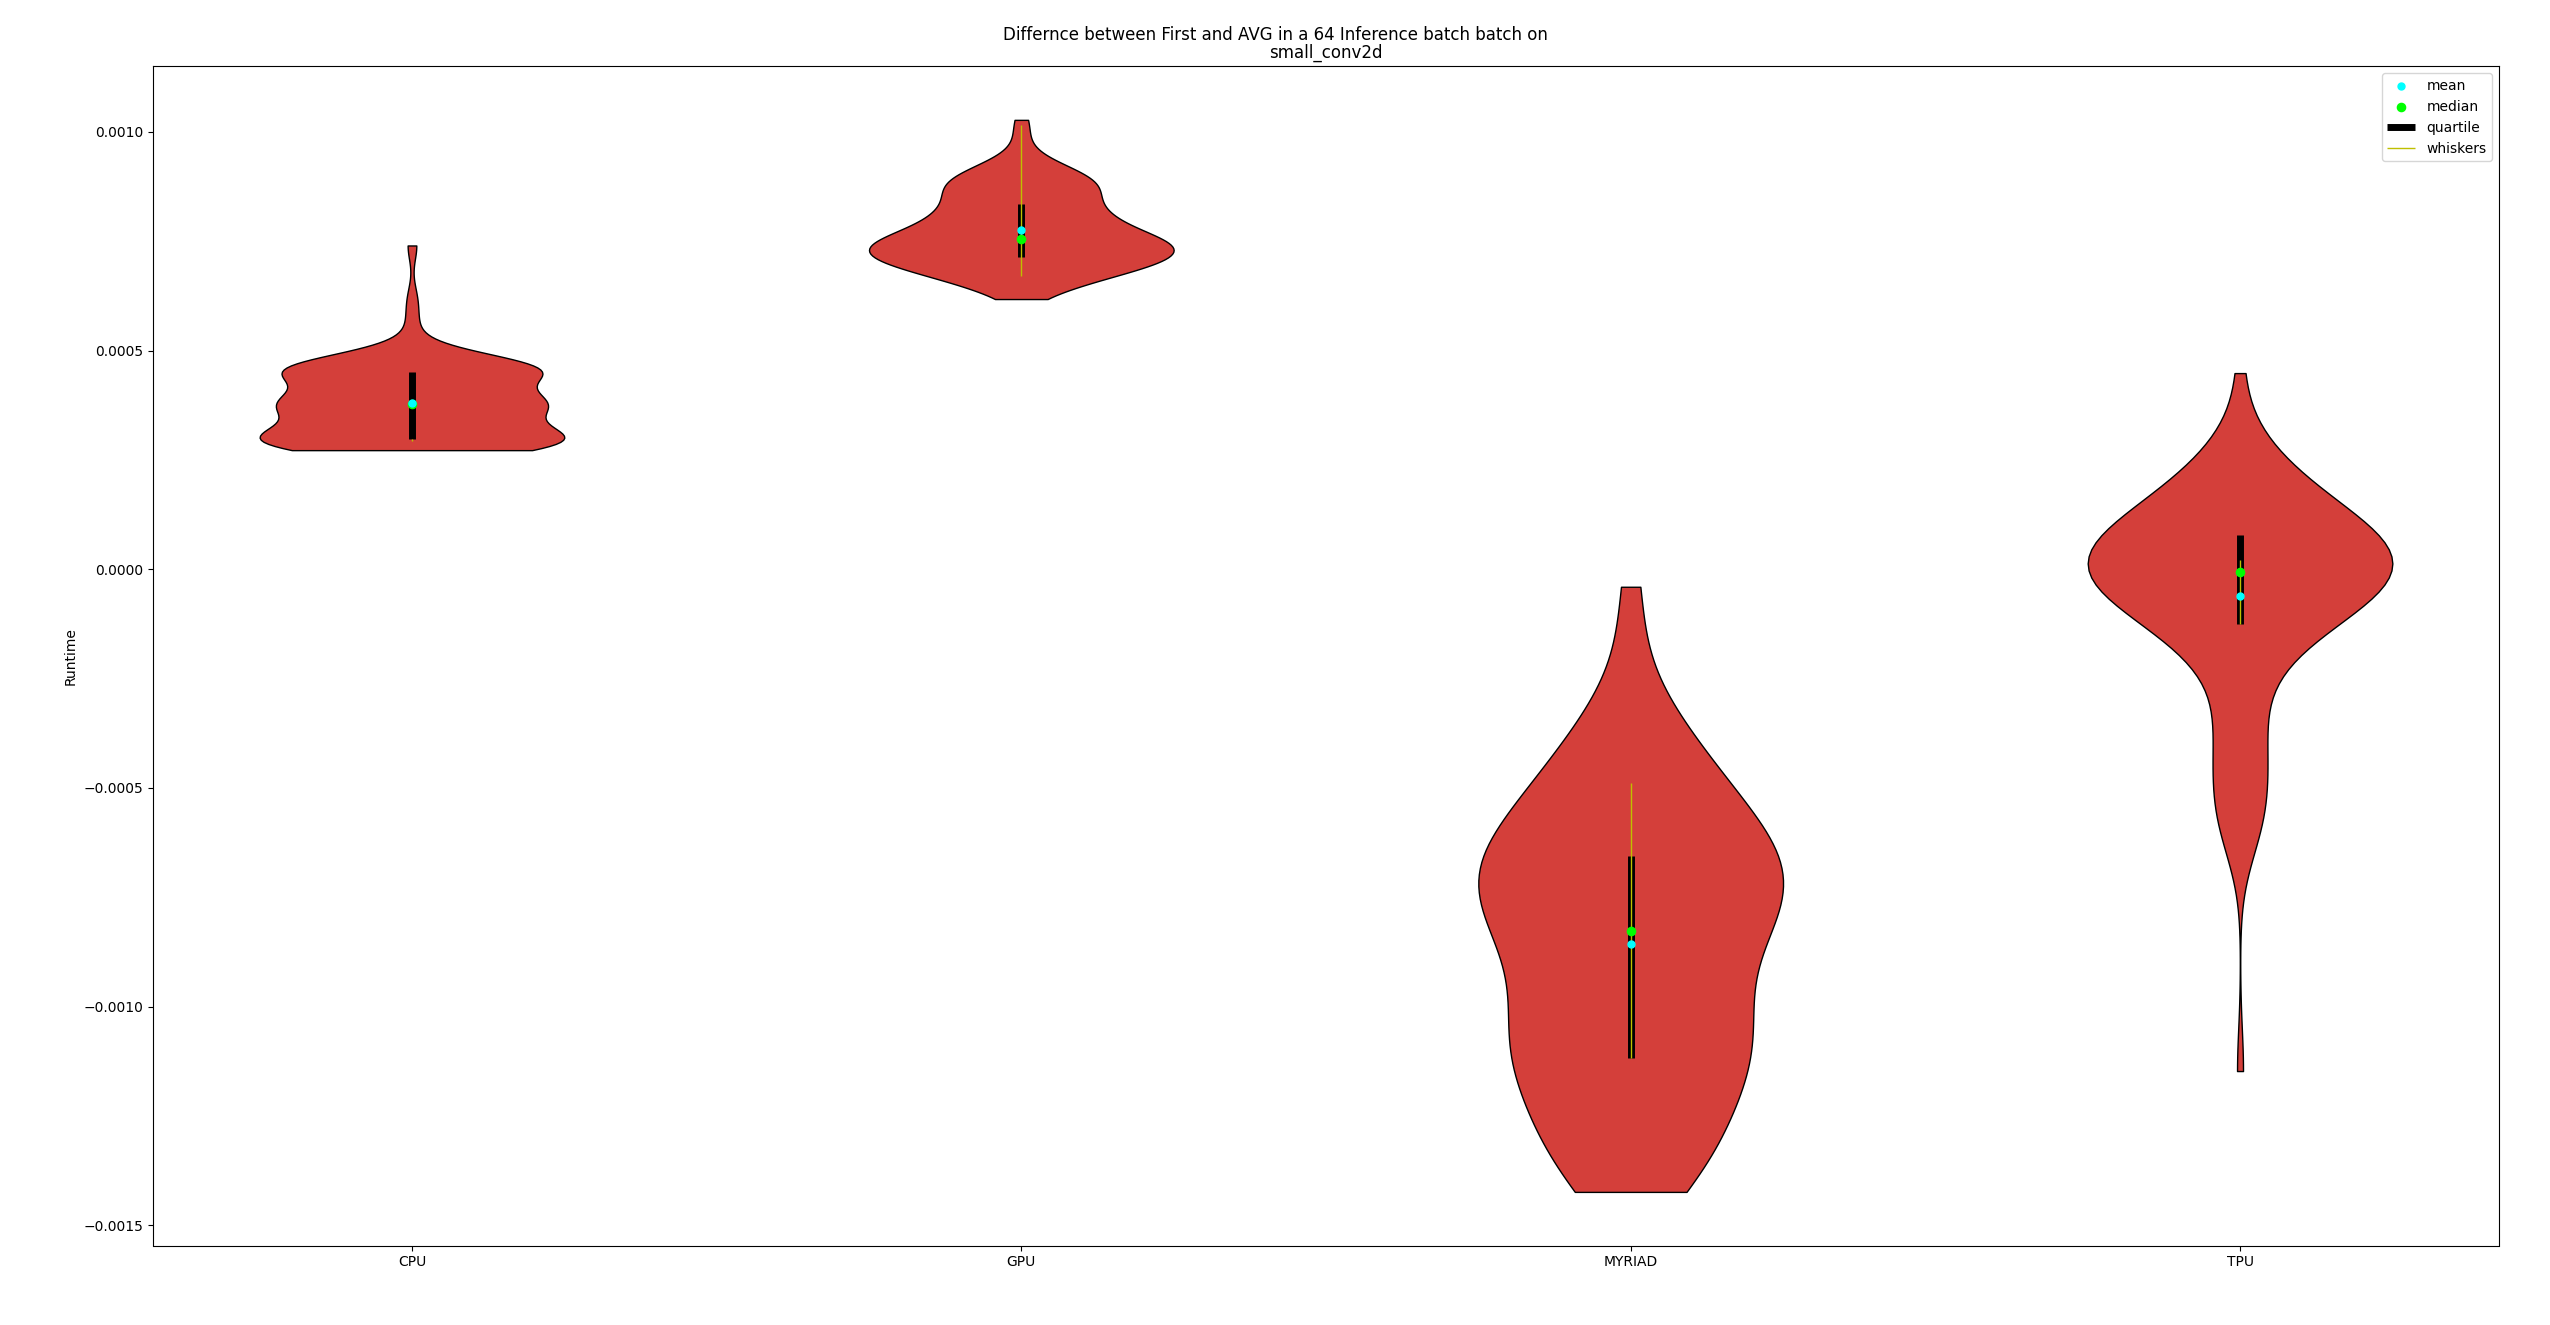 Differnce between First and AVG in a 64 Inference batch batch on
small_conv2d
mean
median
quartile
whiskers
0.0010
0.0005
0.0000
−0.0005
−0.0010
−0.0015
Runtime
CPU
GPU
MYRIAD
TPU